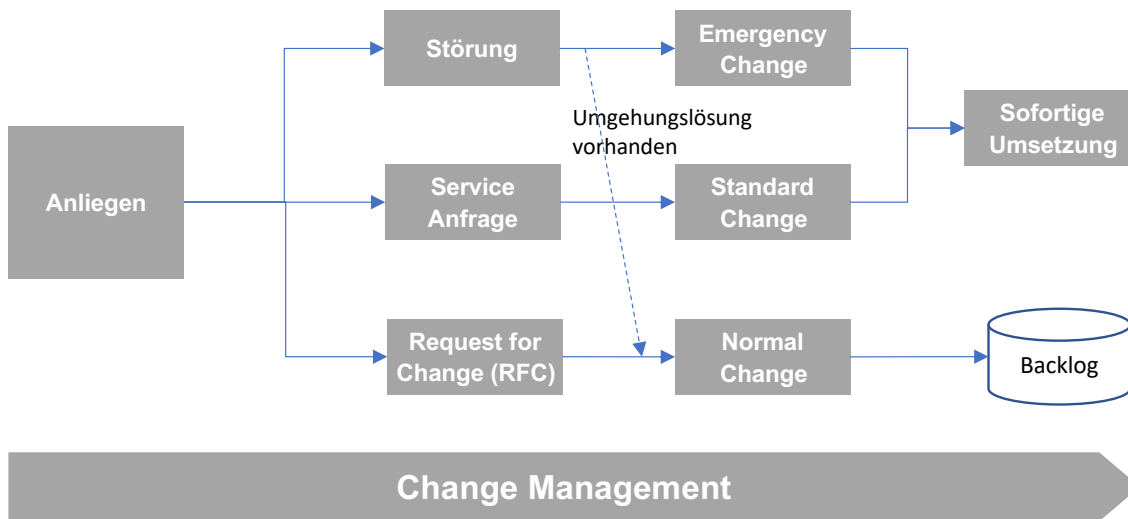 Störung
Emergency
Change
Umgehungslösung
vorhanden
Sofortige
Umsetzung
Anliegen
Service
Anfrage
Standard
Change
Request for
Change (RFC)
Normal
Change
Backlog
Change Management